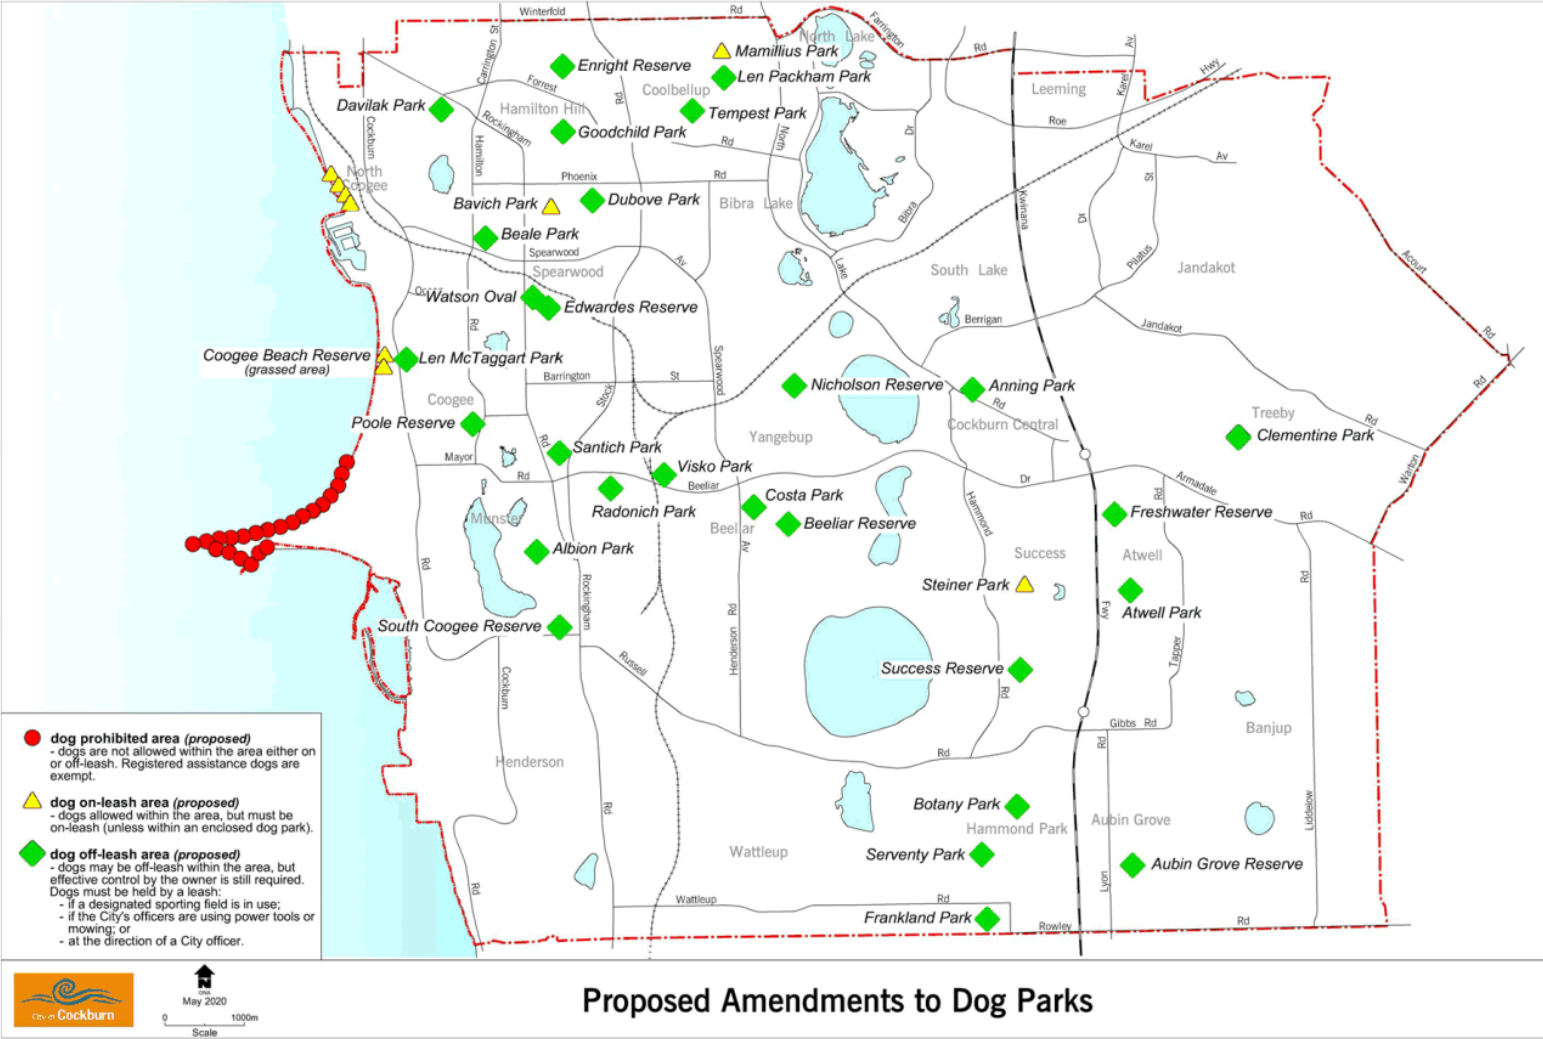 Winterfold
Rd
Farrington
North Lake
Rd
Av
Mamillius Park
Carrington St
Enright Reserve
Len Packham Park
Karel
Hwy
Forrest
Rd
Coolbellup
Leeming
Davilak Park
Hamilton Hill
Tempest Park
Cockburn
Rockingham
Goodchild Park
North
Dr
Roe
Hamilton
Rd
Karel
Av
North
Coogee
Phoenix
Rd
St
Bavich Park
Dubove Park
Bibra Lake
Bibra
Kwinana
Dr
Beale Park
Spearwood
Av
Pilatus
Spearwood
Lake
South Lake
Jandakot
Acourt
Watson Oval
Edwardes Reserve
Berrigan
Jandakot
Rd
Rd
Coogee Beach Reserve
(grassed area)
Len McTaggart Park
Spearwood
Barrington
St
Nicholson Reserve
Anning Park
Rd
Rd
Stock
Coogee
Treeby
Poole Reserve
Cockburn Central
Rd
Clementine Park
Yangebup
Rd
Santich Park
Mayor
Visko Park
Warton
Rd
Beeliar
Dr
Armadale
Radonich Park
Costa Park
Hammond
Rd
Munster
Beeliar
Beeliar Reserve
Freshwater Reserve
Rd
Albion Park
Av
Success
Atwell
Rd
Rockingham
Steiner Park
Rd
Rd
Fwy
Atwell Park
South Coogee Reserve
Henderson
Russell
Tapper
Success Reserve
Cockburn
Rd
Gibbs Rd
Banjup
Rd
Rd
Henderson
Rd
Botany Park
Hammond Park
Aubin Grove
Liddelow
Wattleup
Serventy Park
Aubin Grove Reserve
Rd
Lyon
Wattleup
Rd
Frankland Park
Rowley
Rd
dog prohibited area (proposed)
- dogs are not allowed within the area either on
or off-leash. Registered assistance dogs are
exempt.
dog on-leash area (proposed)
- dogs allowed within the area, but must be
on-leash (unless within an enclosed dog park).
dog off-leash area (proposed)
- dogs may be off-leash within the area, but
effective control by the owner is still required.
Dogs must be held by a leash:
- if a designated sporting field is in use;
- if the City's officers are using power tools or
mowing; or
- at the direction of a City officer.
City of Cockburn
N
May 2020
0 1000m
Scale
Proposed Amendments to Dog Parks